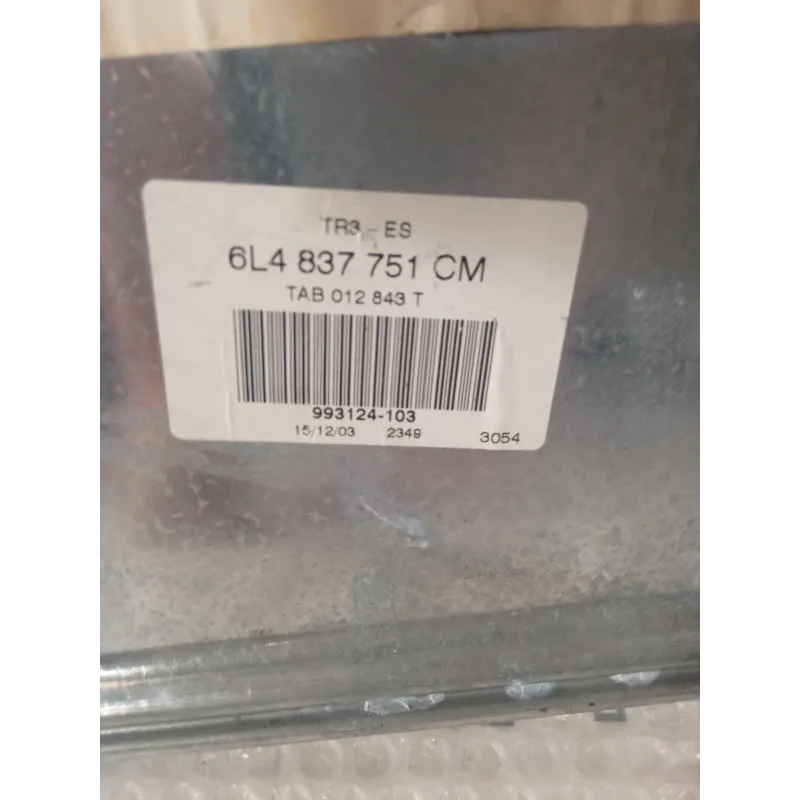 TR3 - ES
6L4 837 751 CM
TAB 012 843 T
993124-103
15/12/03 2349 3054